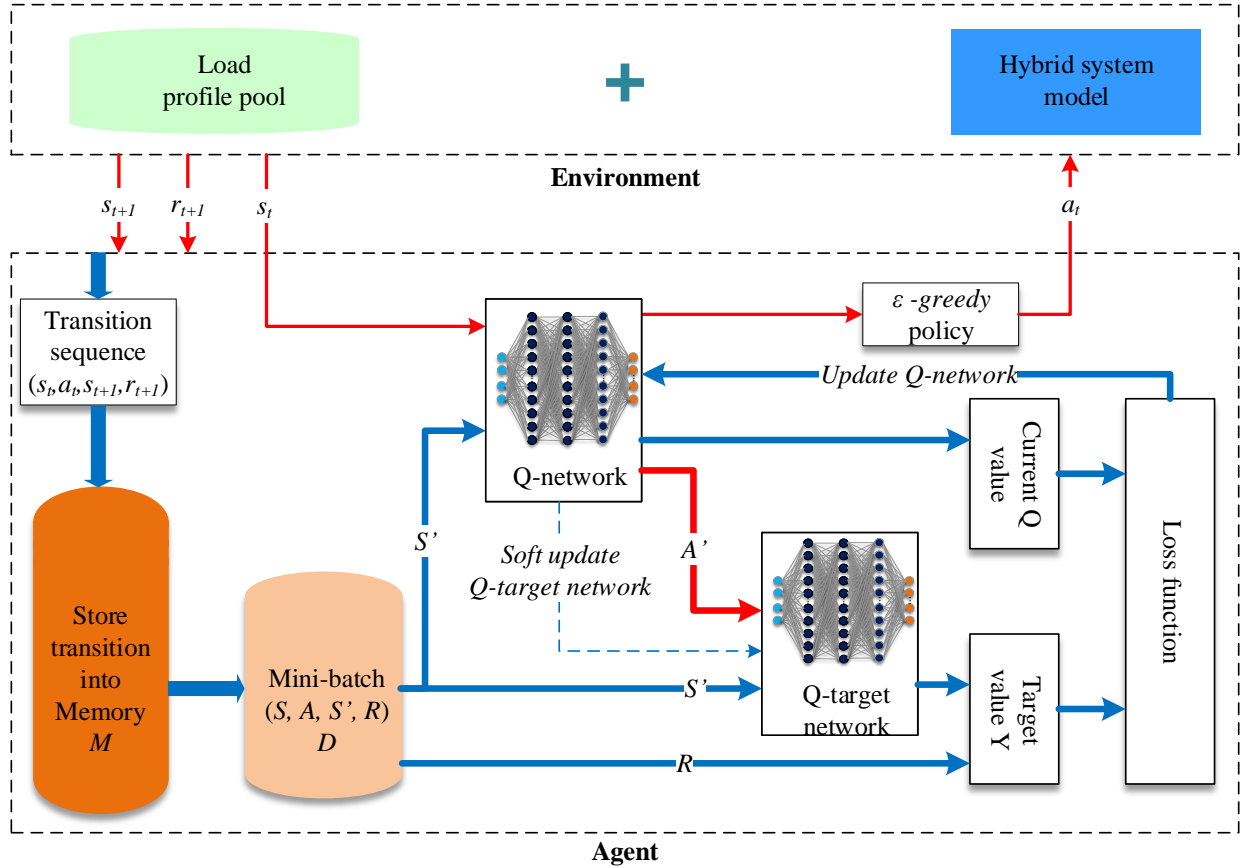 Load
profile pool
Hybrid system
model
Environment
s_{t+1}
r_{t+1}
s_t
a_t
Transition
sequence
(s_t,a_t,s_{t+1},r_{t+1})
ε -greedy
policy
Update Q-network
Q-network
Current Q
value
Loss function
S’
Soft update
Q-target network
A’
Store
transition
into
Memory
M
Mini-batch
(S, A, S’, R)
D
S’
Q-target
network
Target
value Y
R
Agent